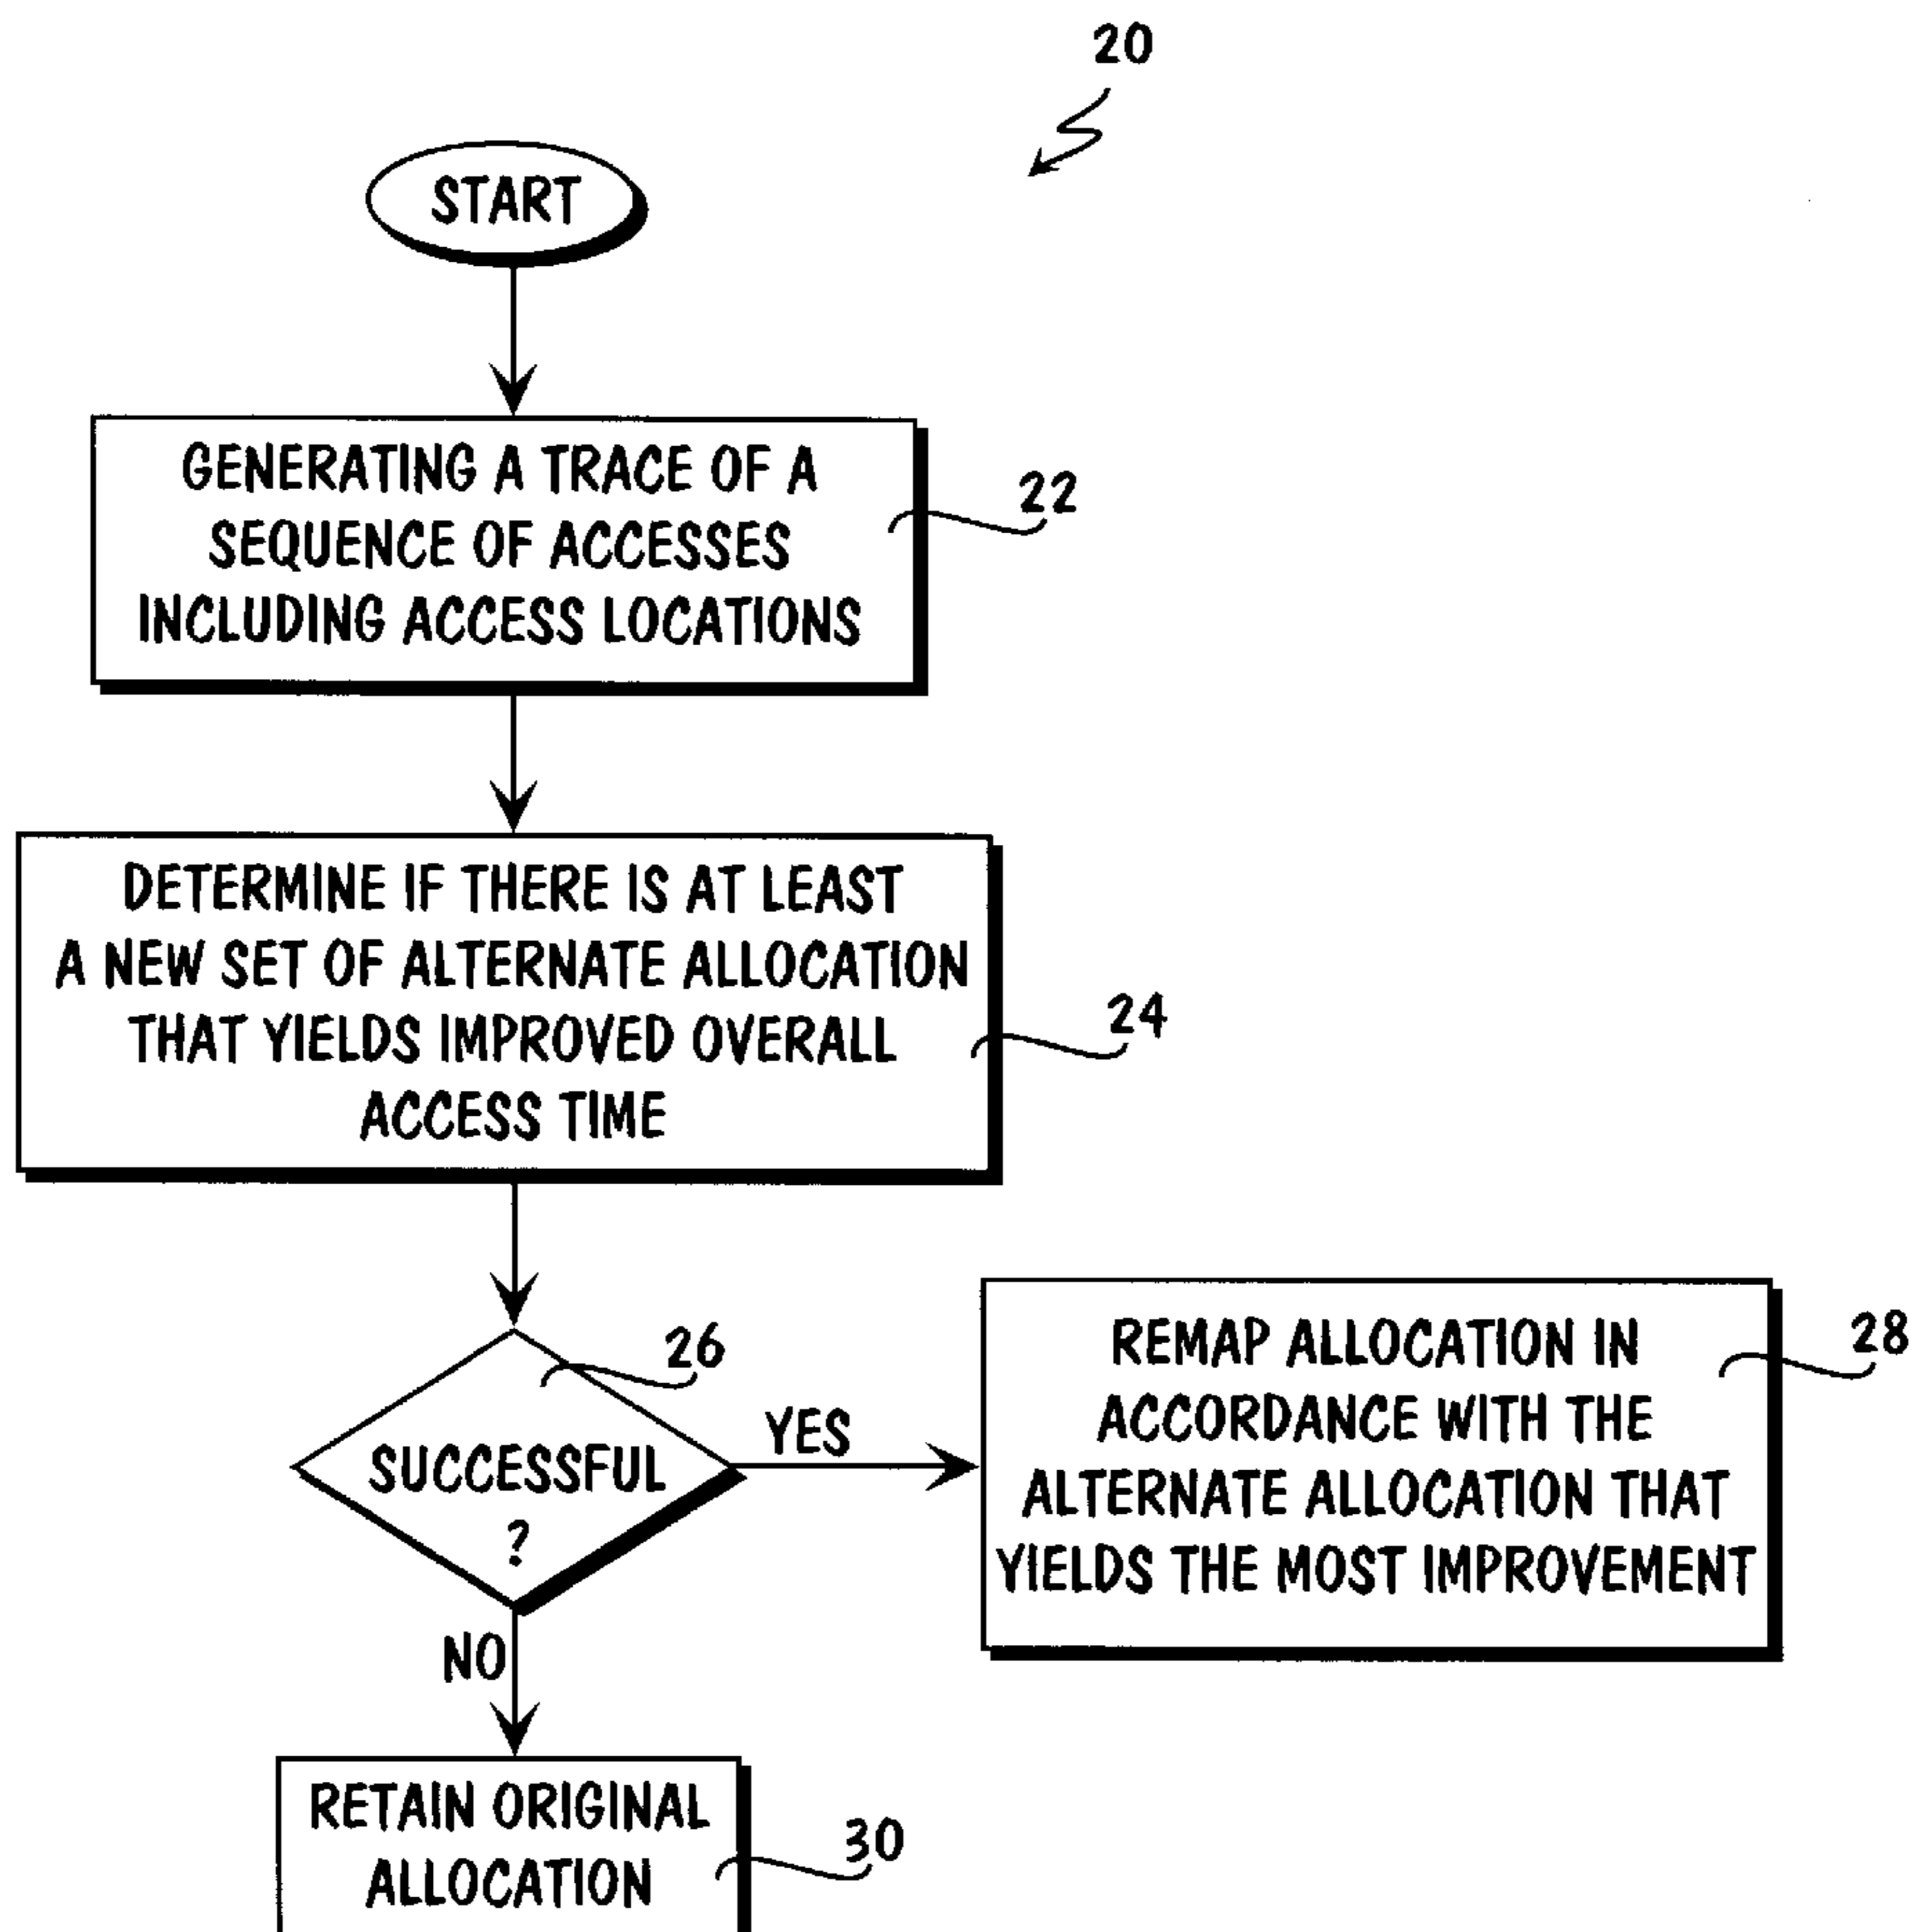 20
START
GENERATING A TRACE OF A
SEQUENCE OF ACCESSES
INCLUDING ACCESS LOCATIONS
22
DETERMINE IF THERE IS AT LEAST
A NEW SET OF ALTERNATE ALLOCATION
THAT YIELDS IMPROVED OVERALL
ACCESS TIME
24
26
SUCCESSFUL
?
YES
REMAP ALLOCATION IN
ACCORDANCE WITH THE
ALTERNATE ALLOCATION THAT
YIELDS THE MOST IMPROVEMENT
28
NO
RETAIN ORIGINAL
ALLOCATION
30